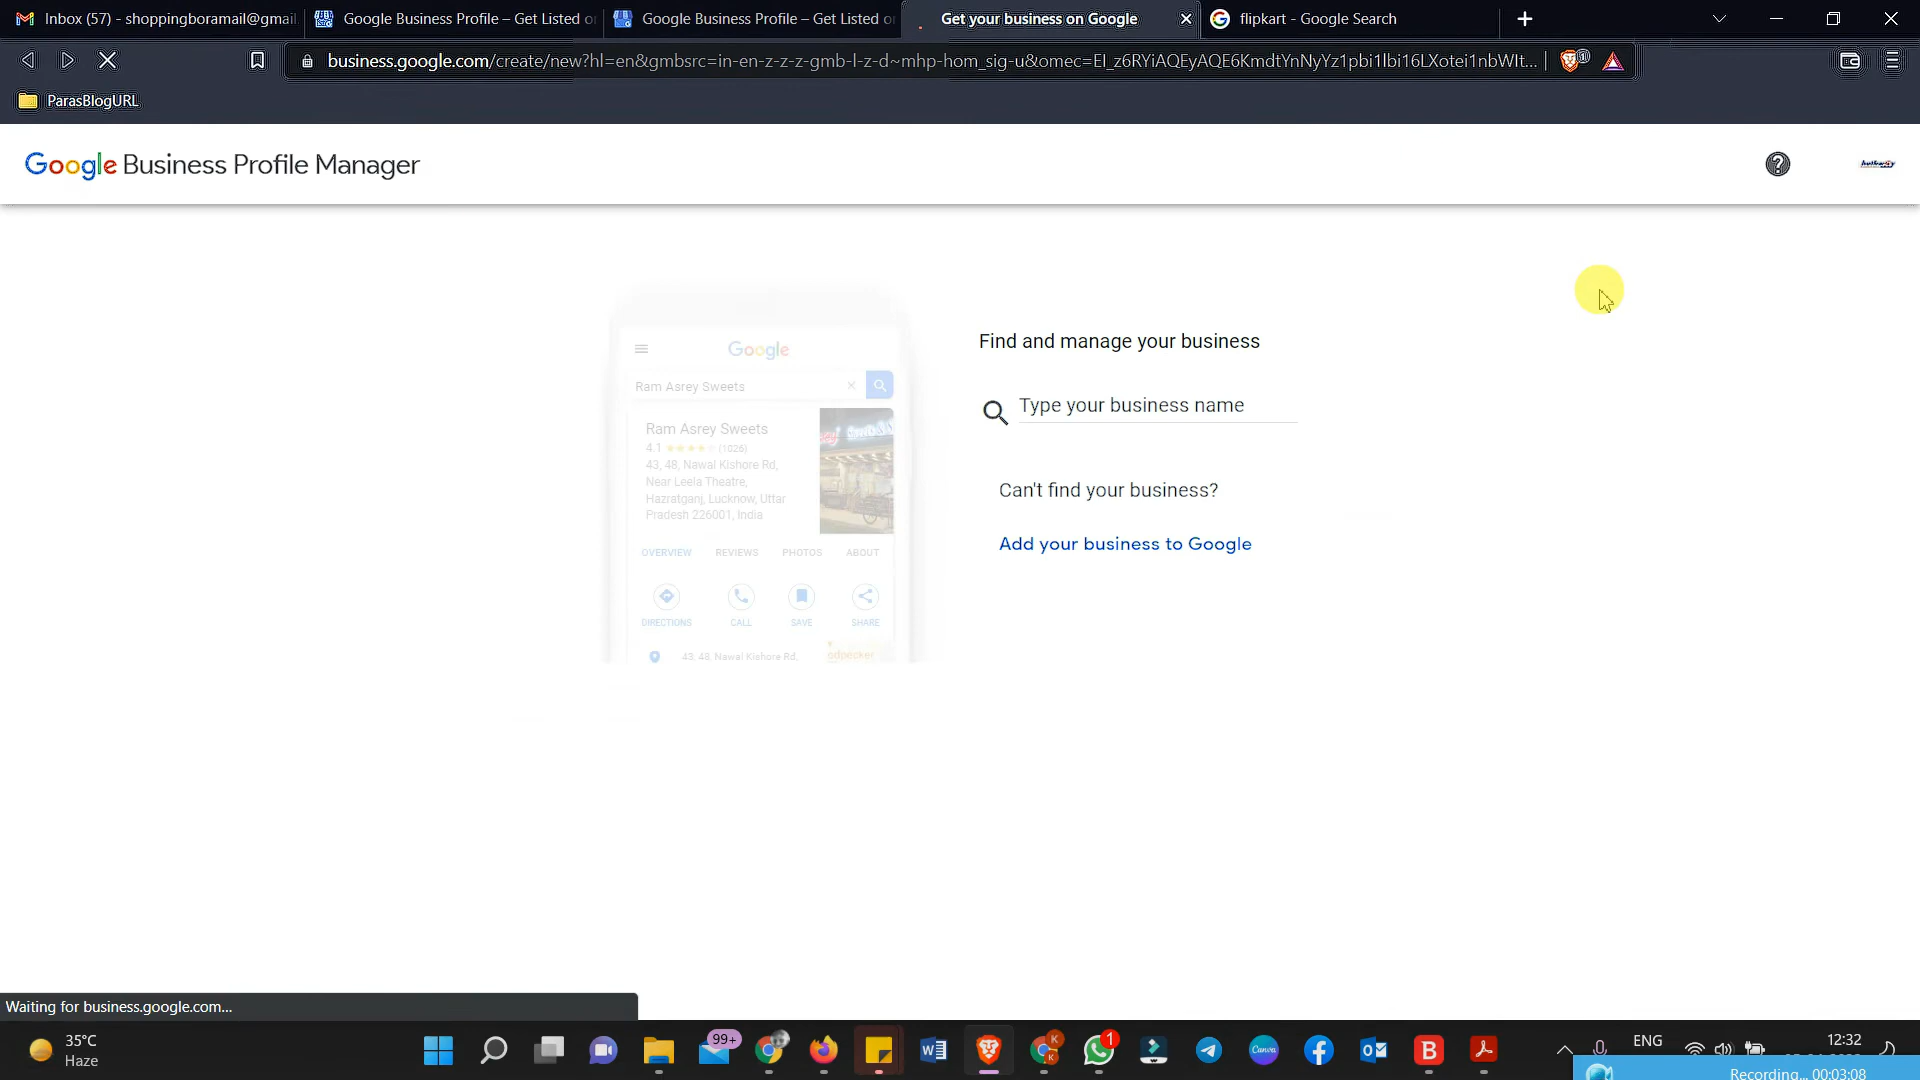 Inbox (57) - shoppingboramail@gmail.
Google Business Profile – Get Listed or
Google Business Profile – Get Listed or
Get your business on Google
flipkart - Google Search
business.google.com/create/new?hl=en&gmbsrc=in-en-z-z-z-gmb-l-z-d~mhp-hom_sig-u&omec=EI_z6RYiAQEyAQE6KmdtYnNyYz1pbi1lbi16LXotei1nbWIt...
ParasBlogURL
Google Business Profile Manager
Google
Ram Asrey Sweets
Ram Asrey Sweets
4.1 ★★★★ (1026)
43, 48, Nawal Kishore Rd,
Near Leela Theatre,
Hazratganj, Lucknow, Uttar
Pradesh 226001, India
OVERVIEW REVIEWS PHOTOS ABOUT
DIRECTIONS CALL SAVE SHARE
43, 48, Nawal Kishore Rd,
odpecker
Find and manage your business
Type your business name
Can't find your business?
Add your business to Google
Waiting for business.google.com...
35°C
Haze
99+
K
K
1
Canva
B
ENG
12:32
Recording... 00:03:08